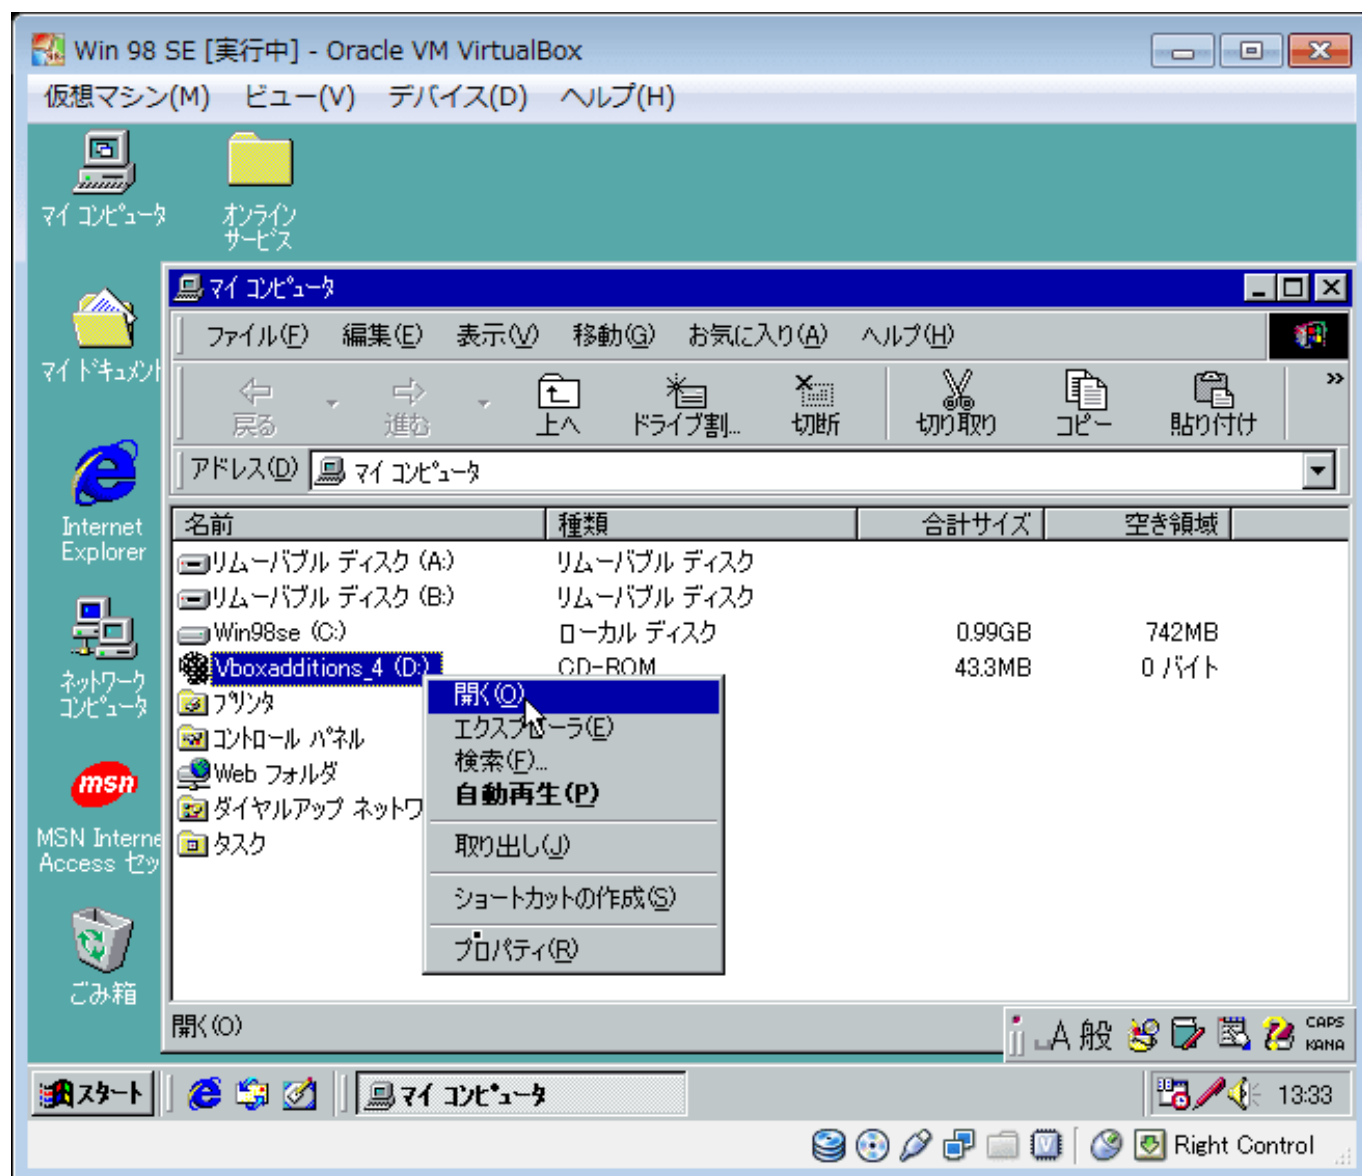 Win 98 SE [実行中] - Oracle VM VirtualBox
仮想マシン(M) ビュー(V) デバイス(D) ヘルプ(H)
マイ コンピュータ
オンライン
サービス
マイ コンピュータ
ファイル(F) 編集(E) 表示(V) 移動(G) お気に入り(A) ヘルプ(H)
マイ ドキュメント
戻る 進む 上へ ドライブ割... 切断 切り取り コピー 貼り付け »
アドレス(D) マイ コンピュータ
Internet
Explorer
名前 種類 合計サイズ 空き領域
リムーバブル ディスク (A:) リムーバブル ディスク
リムーバブル ディスク (B:) リムーバブル ディスク
Win98se (C:) ローカル ディスク 0.99GB 742MB
Vboxadditions_4 (D:) CD-ROM 43.3MB 0 バイト
ネットワーク
コンピュータ
プリンタ
コントロール パネル
Web フォルダ
ダイヤルアップ ネットワ
タスク
開く(O)
エクスプローラ(E)
検索(F)...
自動再生(P)
取り出し(J)
ショートカットの作成(S)
プロパティ(R)
msn
MSN Interne
Access セッ
ごみ箱
開く(O)
A 般 CAPS
KANA
スタート マイ コンピュータ 13:33
Right Control